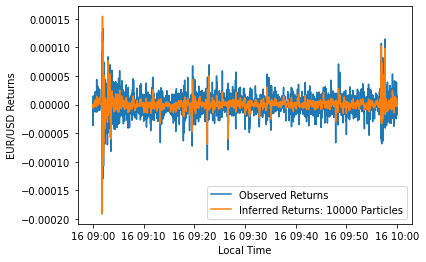 0.00015
0.00010
0.00005
0.00000
−0.00005
−0.00010
−0.00015
−0.00020
EUR/USD Returns
Observed Returns
Inferred Returns: 10000 Particles
16 09:00 16 09:10 16 09:20 16 09:30 16 09:40 16 09:50 16 10:00
Local Time